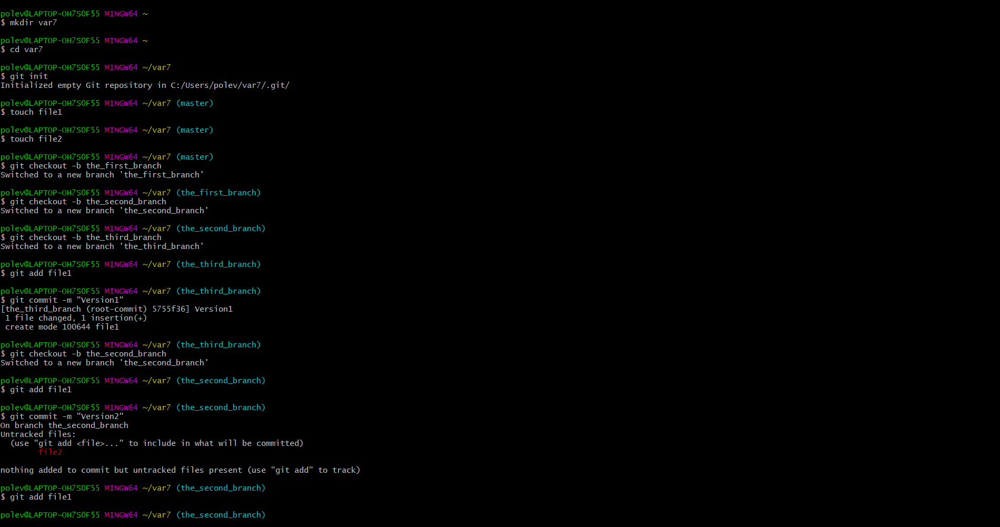 polev@LAPTOP-OH7SOF55 MINGW64 ~
$ mkdir var7
polev@LAPTOP-OH7SOF55 MINGW64 ~
$ cd var7
polev@LAPTOP-OH7SOF55 MINGW64 ~/var7
$ git init
Initialized empty Git repository in C:/Users/polev/var7/.git/
polev@LAPTOP-OH7SOF55 MINGW64 ~/var7 (master)
$ touch file1
polev@LAPTOP-OH7SOF55 MINGW64 ~/var7 (master)
$ touch file2
polev@LAPTOP-OH7SOF55 MINGW64 ~/var7 (master)
$ git checkout -b the_first_branch
Switched to a new branch 'the_first_branch'
polev@LAPTOP-OH7SOF55 MINGW64 ~/var7 (the_first_branch)
$ git checkout -b the_second_branch
Switched to a new branch 'the_second_branch'
polev@LAPTOP-OH7SOF55 MINGW64 ~/var7 (the_second_branch)
$ git checkout -b the_third_branch
Switched to a new branch 'the_third_branch'
polev@LAPTOP-OH7SOF55 MINGW64 ~/var7 (the_third_branch)
$ git add file1
polev@LAPTOP-OH7SOF55 MINGW64 ~/var7 (the_third_branch)
$ git commit -m "Version1"
[the_third_branch (root-commit) 5755f36] Version1
 1 file changed, 1 insertion(+)
 create mode 100644 file1
polev@LAPTOP-OH7SOF55 MINGW64 ~/var7 (the_third_branch)
$ git checkout -b the_second_branch
Switched to a new branch 'the_second_branch'
polev@LAPTOP-OH7SOF55 MINGW64 ~/var7 (the_second_branch)
$ git add file1
polev@LAPTOP-OH7SOF55 MINGW64 ~/var7 (the_second_branch)
$ git commit -m "Version2"
On branch the_second_branch
Untracked files:
  (use "git add <file>..." to include in what will be committed)
        file2
nothing added to commit but untracked files present (use "git add" to track)
polev@LAPTOP-OH7SOF55 MINGW64 ~/var7 (the_second_branch)
$ git add file1
polev@LAPTOP-OH7SOF55 MINGW64 ~/var7 (the_second_branch)